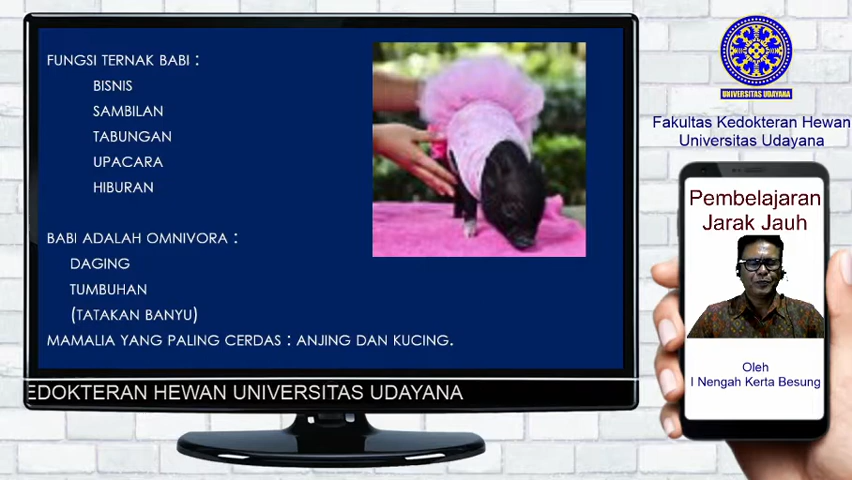 FUNGSI TERNAK BABI :
BISNIS
SAMBILAN
TABUNGAN
UPACARA
HIBURAN
BABI ADALAH OMNIVORA :
DAGING
TUMBUHAN
(TATAKAN BANYU)
MAMALIA YANG PALING CERDAS : ANJING DAN KUCING.
EDOKTERAN HEWAN UNIVERSITAS UDAYANA
UNIVERSITAS UDAYANA
Fakultas Kedokteran Hewan
Universitas Udayana
Pembelajaran
Jarak Jauh
Oleh
I Nengah Kerta Besung